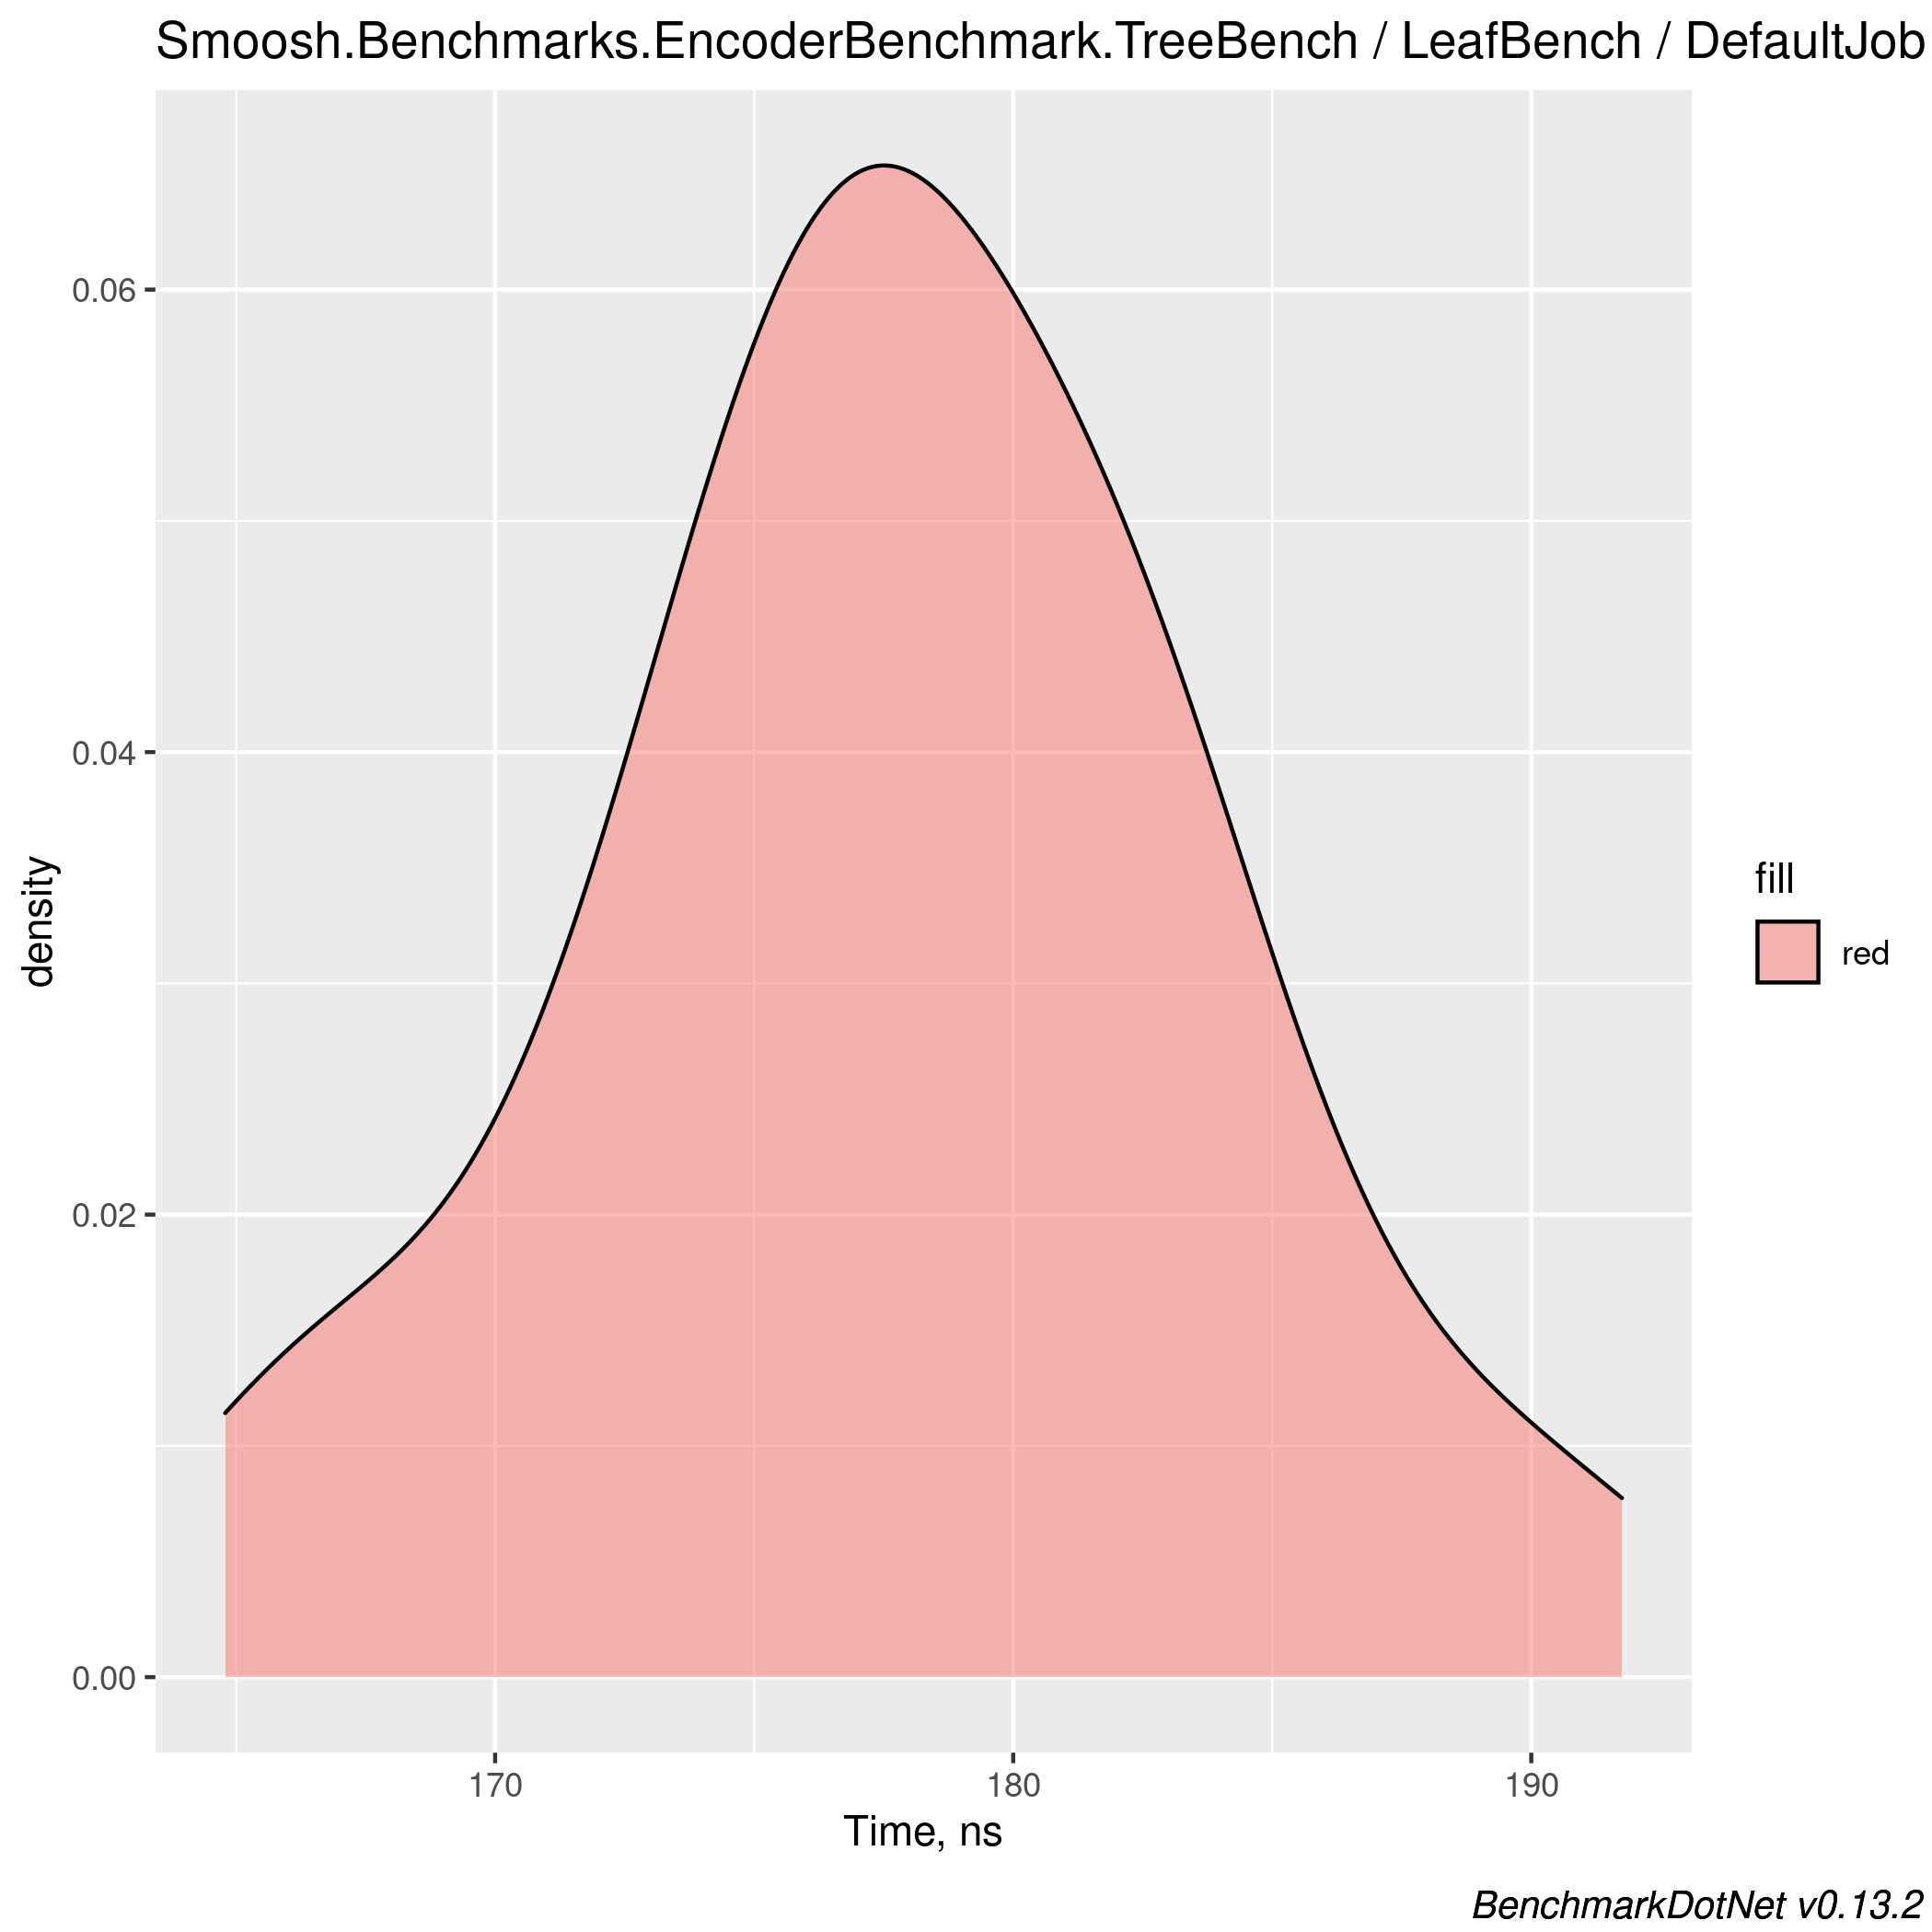 Smoosh.Benchmarks.EncoderBenchmark.TreeBench / LeafBench / DefaultJob
0.06
0.04
0.02
0.00
density
170
180
190
Time, ns
fill
red
BenchmarkDotNet v0.13.2